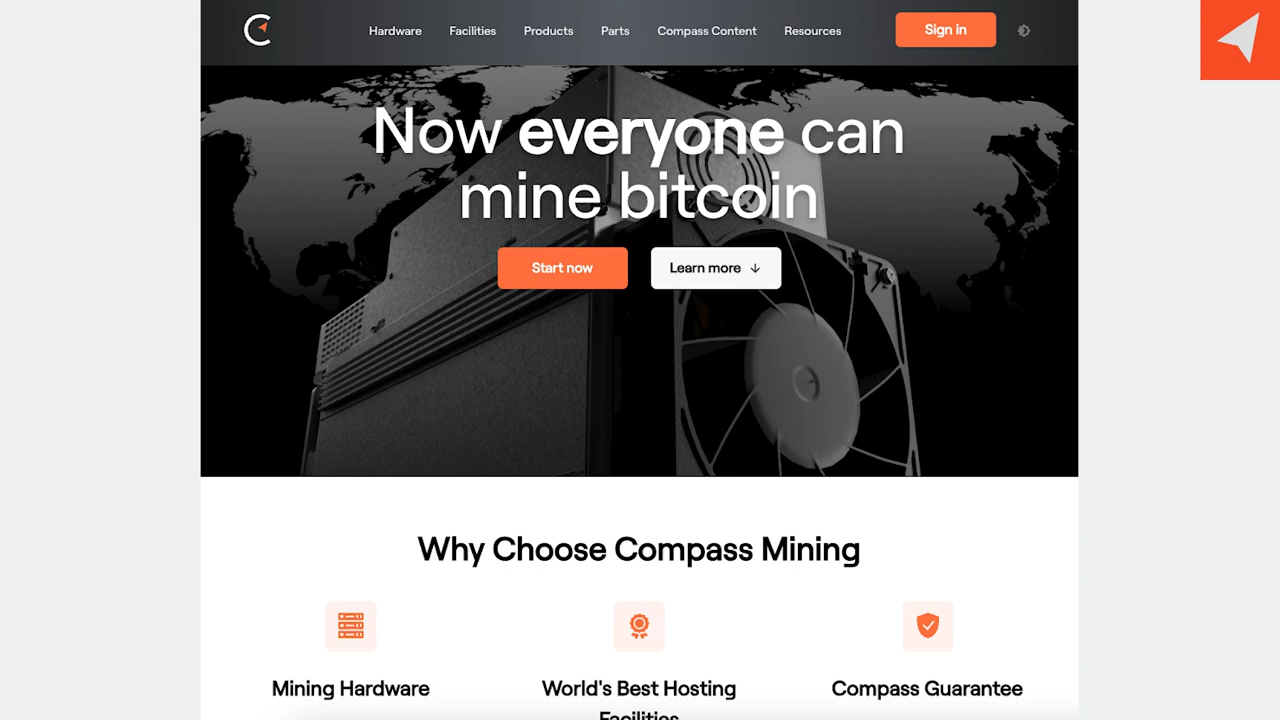 Hardware Facilities Products Parts Compass Content Resources Sign in
Now everyone can
mine bitcoin
Start now Learn more
Why Choose Compass Mining
Mining Hardware World's Best Hosting Compass Guarantee
Facilities